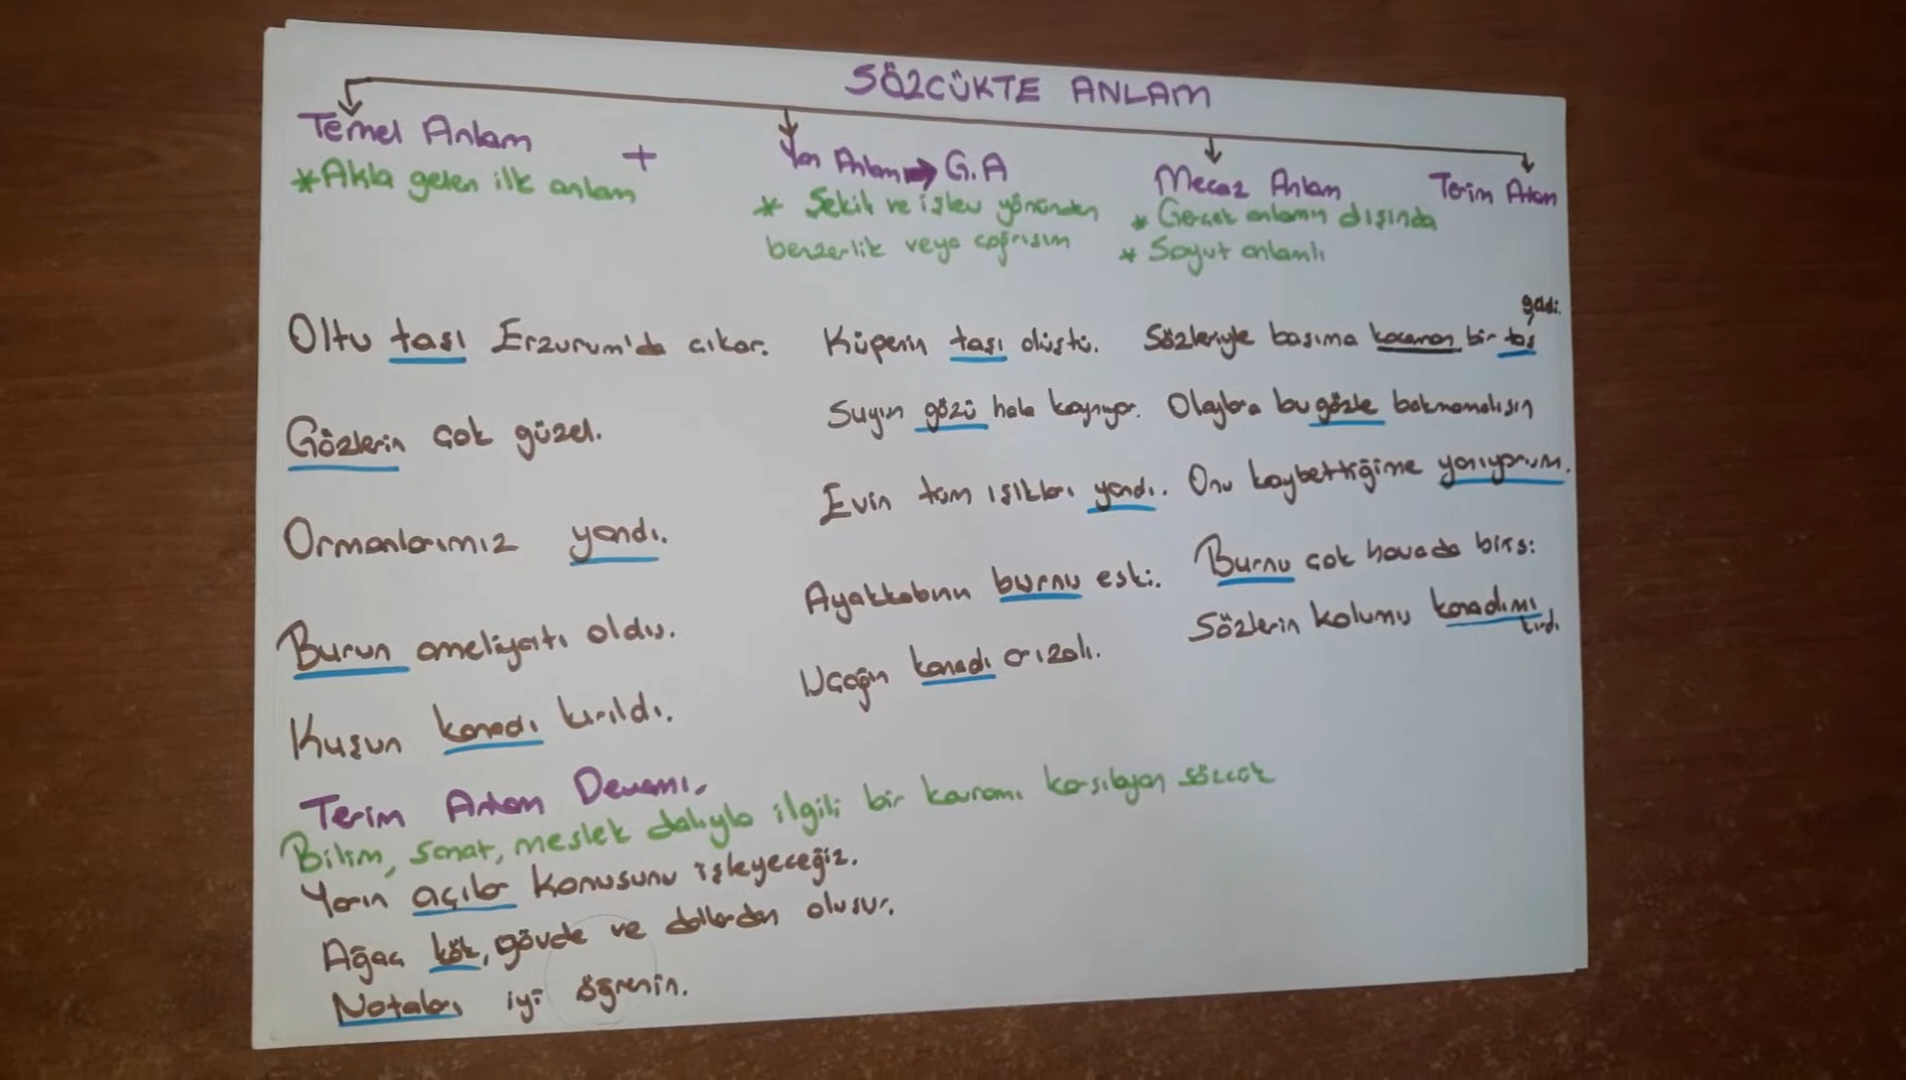 SÖZCÜKTE ANLAM
Temel Anlam + Yan Anlam → G.A
* Akla gelen ilk anlam
* Şekil ve işlev yönünden
benzerlik veya çağrışım
Mecaz Anlam
* Gerçek anlamın dışında
* Soyut anlamlı
Terim Anlam
Oltu taşı Erzurum'da çıkar.
Gözlerin çok güzel.
Ormanlarımız yandı.
Burun ameliyatı oldu.
Kuşun kanadı kırıldı.
Küpenin taşı düştü.
Suyun gözü hala kaynıyor.
Evin tüm ışıkları yandı.
Ayakkabının burnu eski.
Uçağın kanadı arızalı.
Sözleriyle başıma kocaman bir taş
geldi.
Olaylara bu gözle bakmamalısın
Onu kaybettiğime yanıyorum.
Burnu çok havada birisi
Sözlerin kolumu kanadımı
kırdı
Terim Anlam Devamı.
Bilim, sanat, meslek dalıyla ilgili bir kavramı karşılayan sözcük
Yarın açılar konusunu işleyeceğiz.
Ağaç kök, gövde ve dallardan oluşur.
Notaları iyi öğrenin.